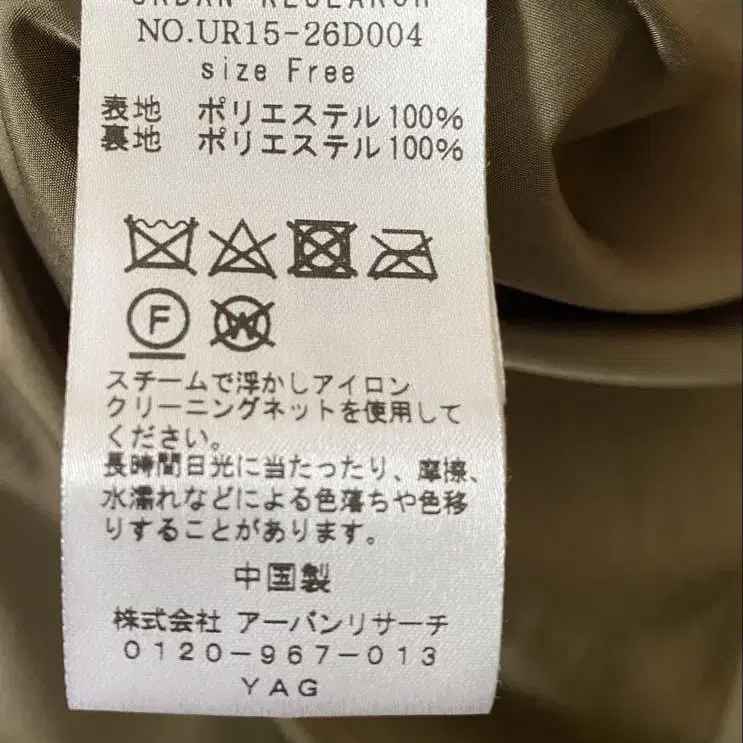 URBAN RESEARCH
NO.UR15-26D004
size Free
表地 ポリエステル100%
裏地 ポリエステル100%
F
W
スチームで浮かしアイロン
クリーニングネットを使用して
ください。
長時間日光に当たったり、摩擦、
水濡れなどによる色落ちや色移
りすることがあります。
中国製
株式会社 アーバンリサーチ
0120-967-013
YAG